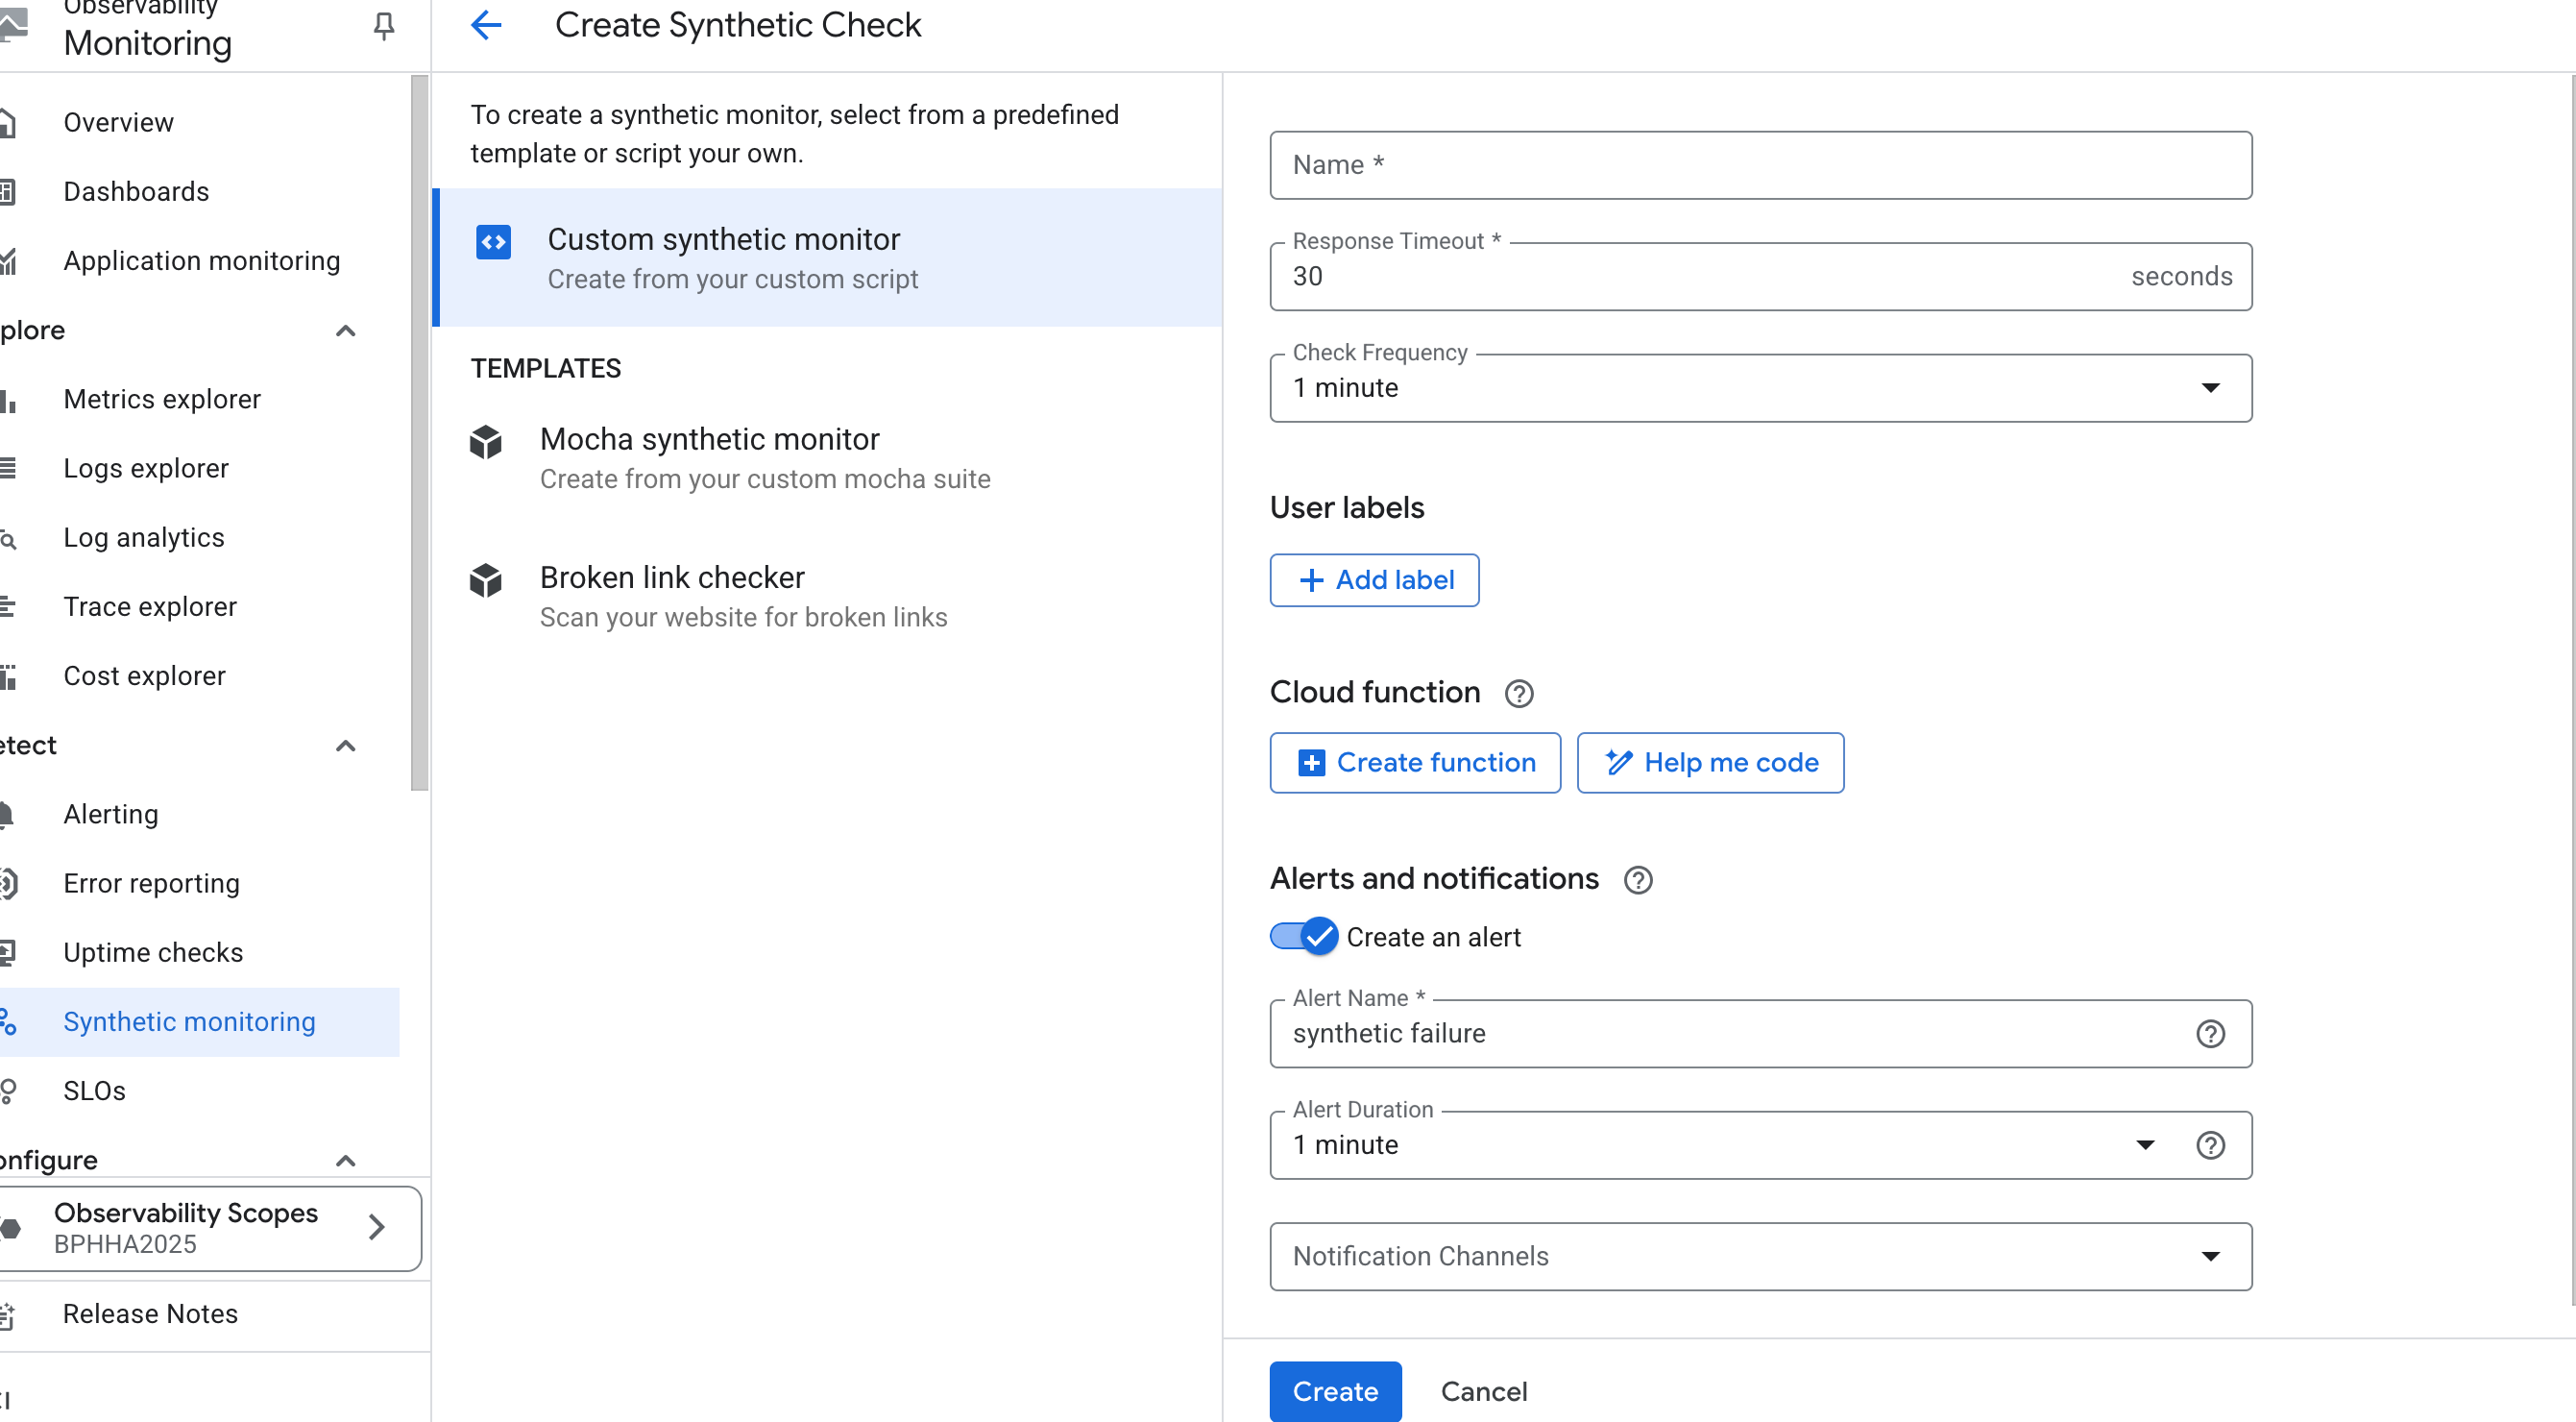 Observability
Monitoring
Overview
Dashboards
Application monitoring
plore
Metrics explorer
Logs explorer
Log analytics
Trace explorer
Cost explorer
etect
Alerting
Error reporting
Uptime checks
Synthetic monitoring
SLOs
onfigure
Observability Scopes
BPHHA2025
Release Notes
Create Synthetic Check
To create a synthetic monitor, select from a predefined
template or script your own.
Custom synthetic monitor
Create from your custom script
TEMPLATES
Mocha synthetic monitor
Create from your custom mocha suite
Broken link checker
Scan your website for broken links
Name *
Response Timeout *
30 seconds
Check Frequency
1 minute
User labels
Add label
Cloud function
Create function Help me code
Alerts and notifications
Create an alert
Alert Name *
synthetic failure
Alert Duration
1 minute
Notification Channels
Create Cancel